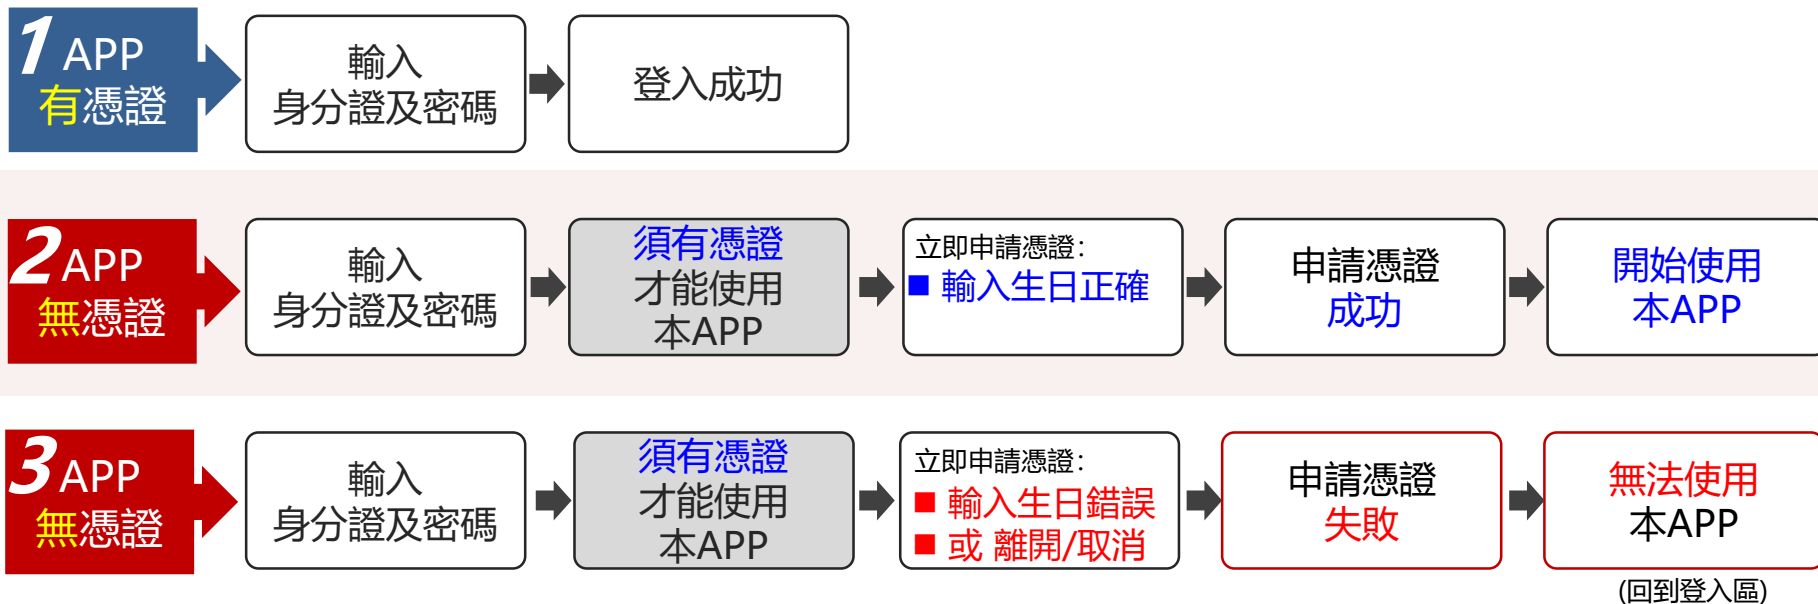 1 APP
有憑證
輸入
身分證及密碼
登入成功
2 APP
無憑證
輸入
身分證及密碼
須有憑證
才能使用
本APP
立即申請憑證：
■ 輸入生日正確
申請憑證
成功
開始使用
本APP
3 APP
無憑證
輸入
身分證及密碼
須有憑證
才能使用
本APP
立即申請憑證：
■ 輸入生日錯誤
■ 或 離開/取消
申請憑證
失敗
無法使用
本APP
(回到登入區)